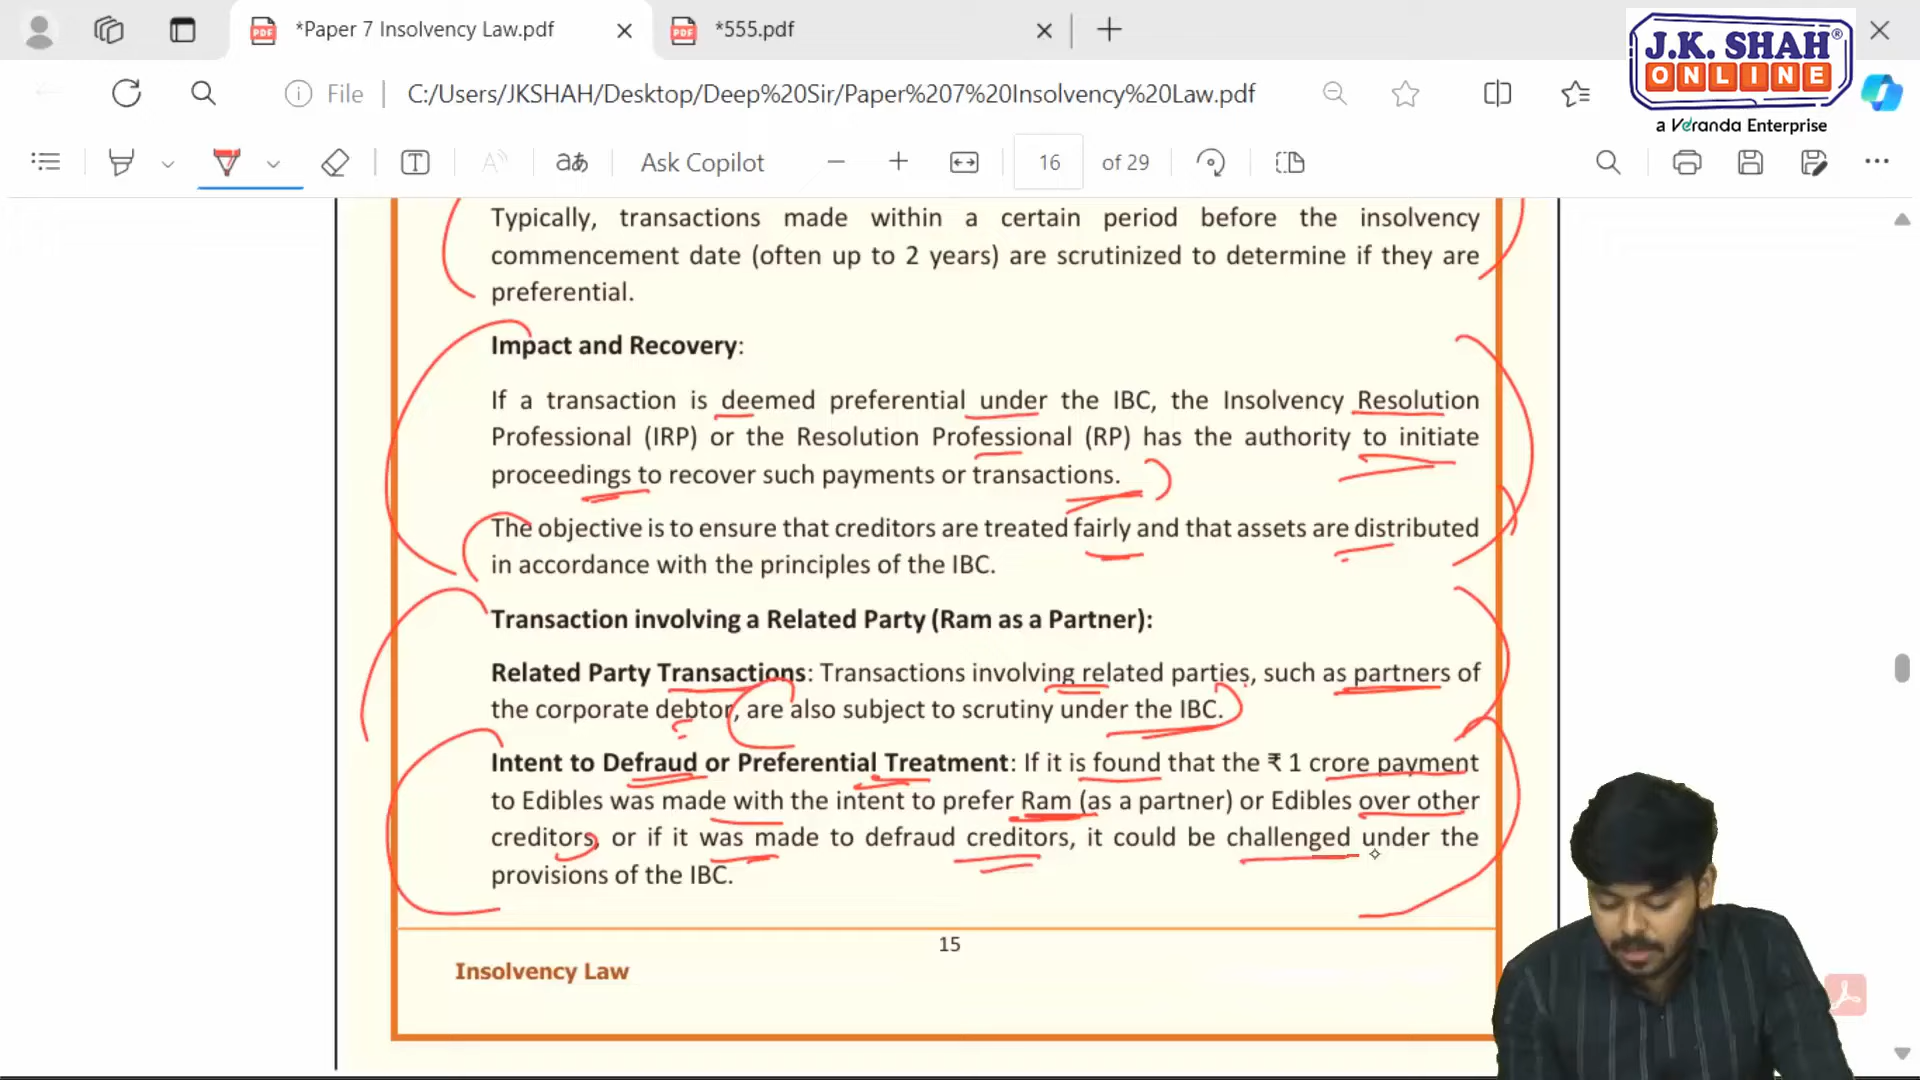 *Paper 7 Insolvency Law.pdf
*555.pdf
J.K. SHAH®
ONLINE
a Veranda Enterprise
File
C:/Users/JKSHAH/Desktop/Deep%20Sir/Paper%207%20Insolvency%20Law.pdf
Ask Copilot
16 of 29
Typically, transactions made within a certain period before the insolvency
commencement date (often up to 2 years) are scrutinized to determine if they are
preferential.
Impact and Recovery:
If a transaction is deemed preferential under the IBC, the Insolvency Resolution
Professional (IRP) or the Resolution Professional (RP) has the authority to initiate
proceedings to recover such payments or transactions.
The objective is to ensure that creditors are treated fairly and that assets are distributed
in accordance with the principles of the IBC.
Transaction involving a Related Party (Ram as a Partner):
Related Party Transactions: Transactions involving related parties, such as partners of
the corporate debtor, are also subject to scrutiny under the IBC.
Intent to Defraud or Preferential Treatment: If it is found that the ₹ 1 crore payment
to Edibles was made with the intent to prefer Ram (as a partner) or Edibles over other
creditors, or if it was made to defraud creditors, it could be challenged under the
provisions of the IBC.
15
Insolvency Law